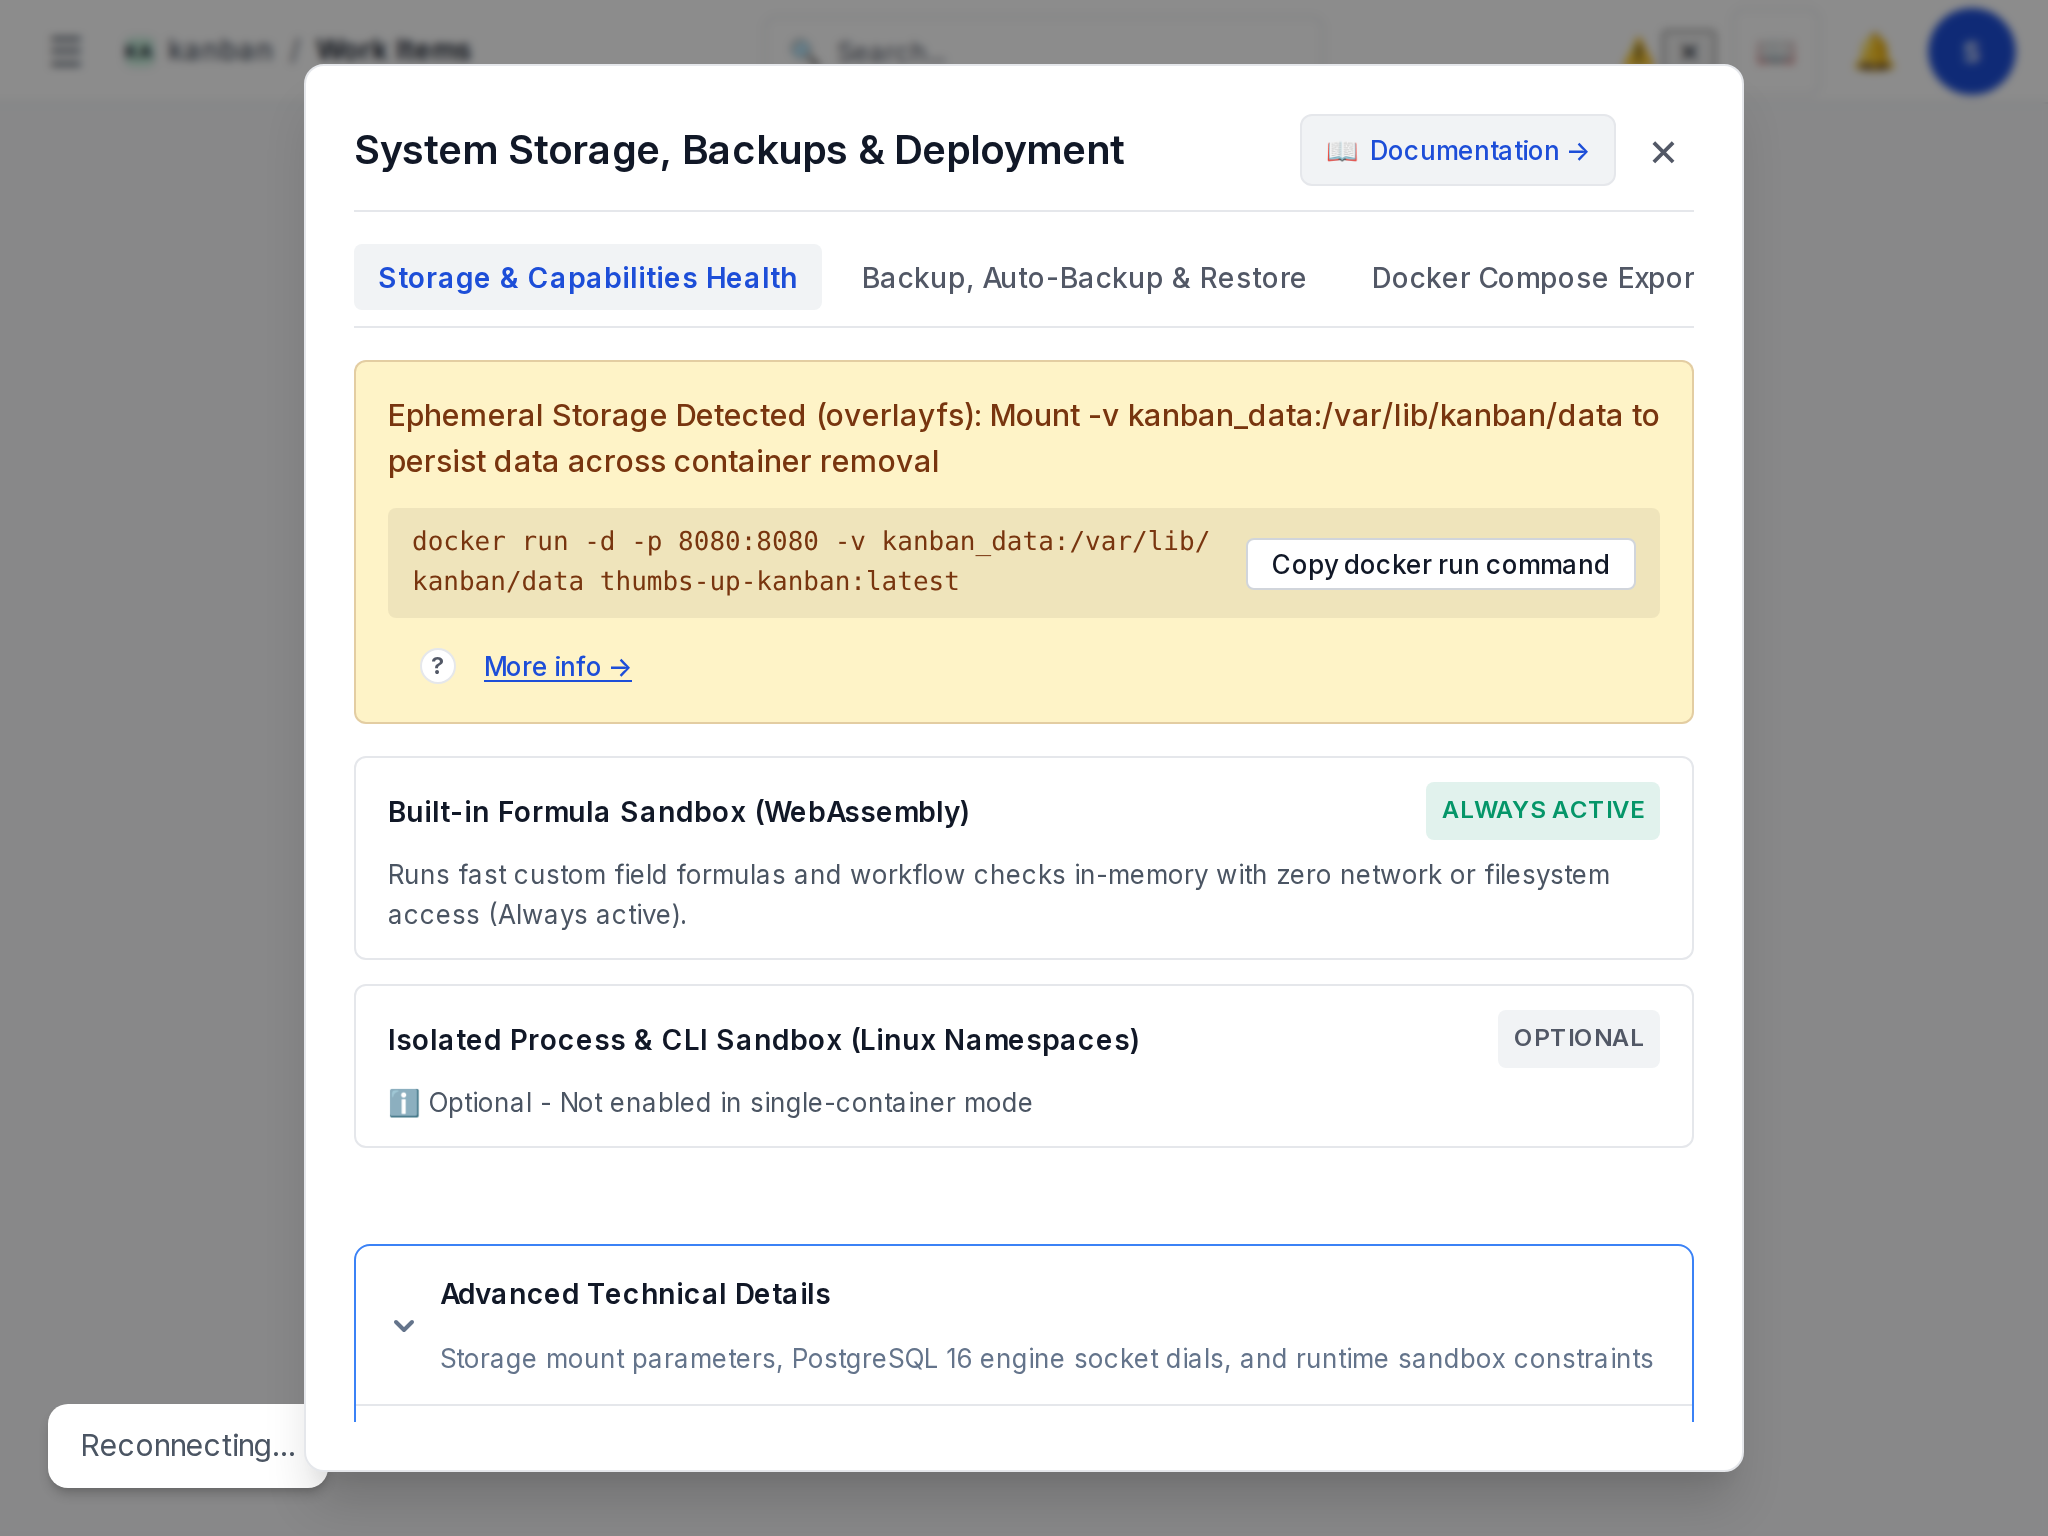 kanban / Work Items
Search...
S
System Storage, Backups & Deployment
Documentation →
Storage & Capabilities Health
Backup, Auto-Backup & Restore
Docker Compose Expor
Ephemeral Storage Detected (overlayfs): Mount -v kanban_data:/var/lib/kanban/data to
persist data across container removal
docker run -d -p 8080:8080 -v kanban_data:/var/lib/
kanban/data thumbs-up-kanban:latest
Copy docker run command
? More info →
Built-in Formula Sandbox (WebAssembly)
ALWAYS ACTIVE
Runs fast custom field formulas and workflow checks in-memory with zero network or filesystem
access (Always active).
Isolated Process & CLI Sandbox (Linux Namespaces)
OPTIONAL
ℹ️ Optional - Not enabled in single-container mode
Advanced Technical Details
Storage mount parameters, PostgreSQL 16 engine socket dials, and runtime sandbox constraints
Reconnecting...